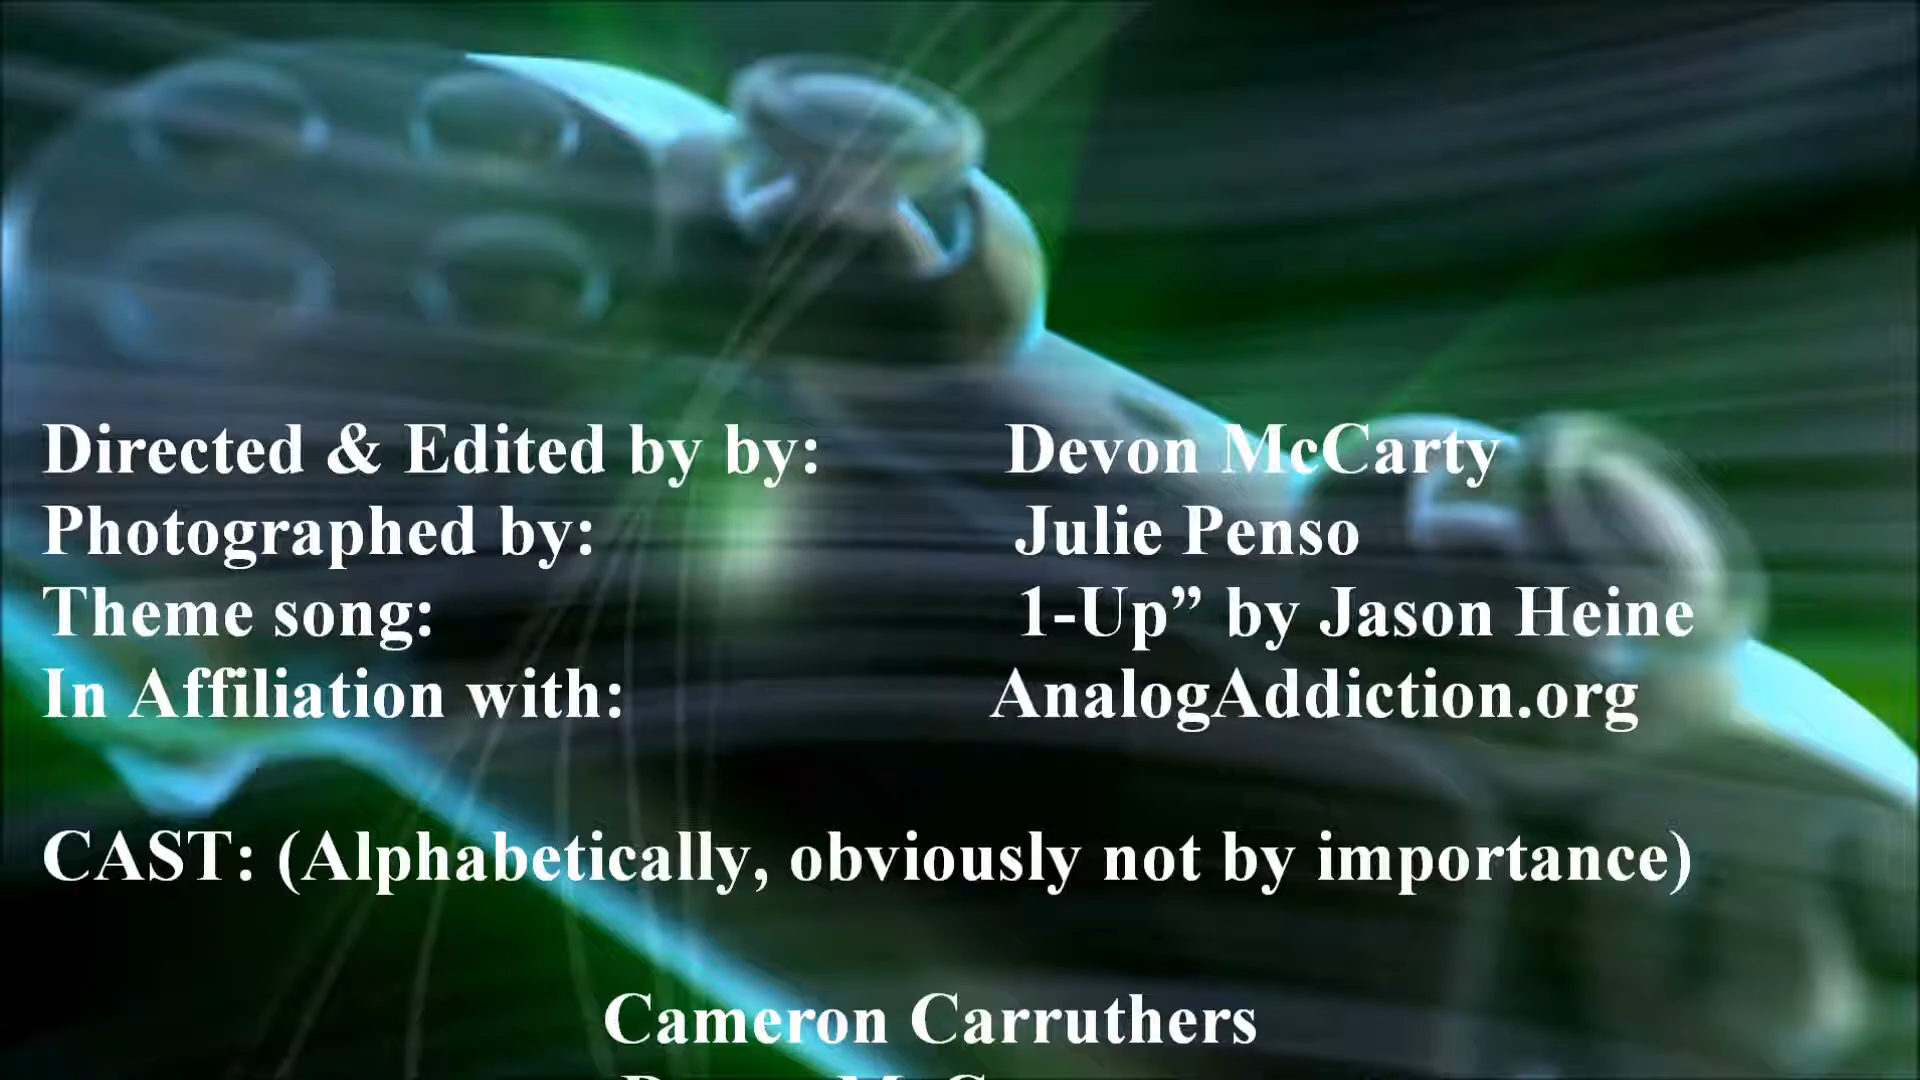 Directed & Edited by by: Devon McCarty
Photographed by: Julie Penso
Theme song: 1-Up” by Jason Heine
In Affiliation with: AnalogAddiction.org
CAST: (Alphabetically, obviously not by importance)
Cameron Carruthers